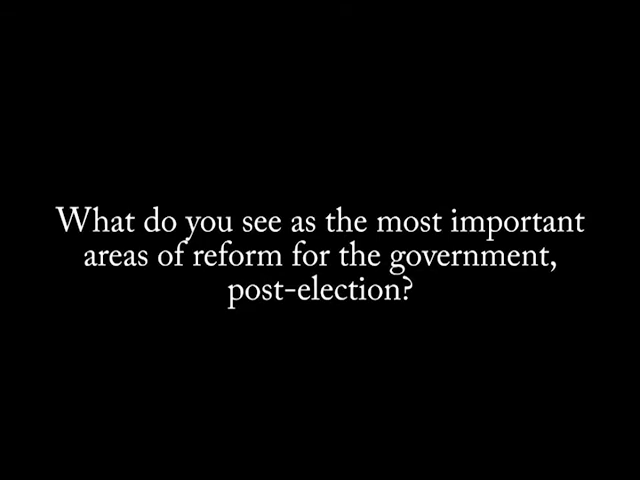 What do you see as the most important
areas of reform for the government,
post-election?